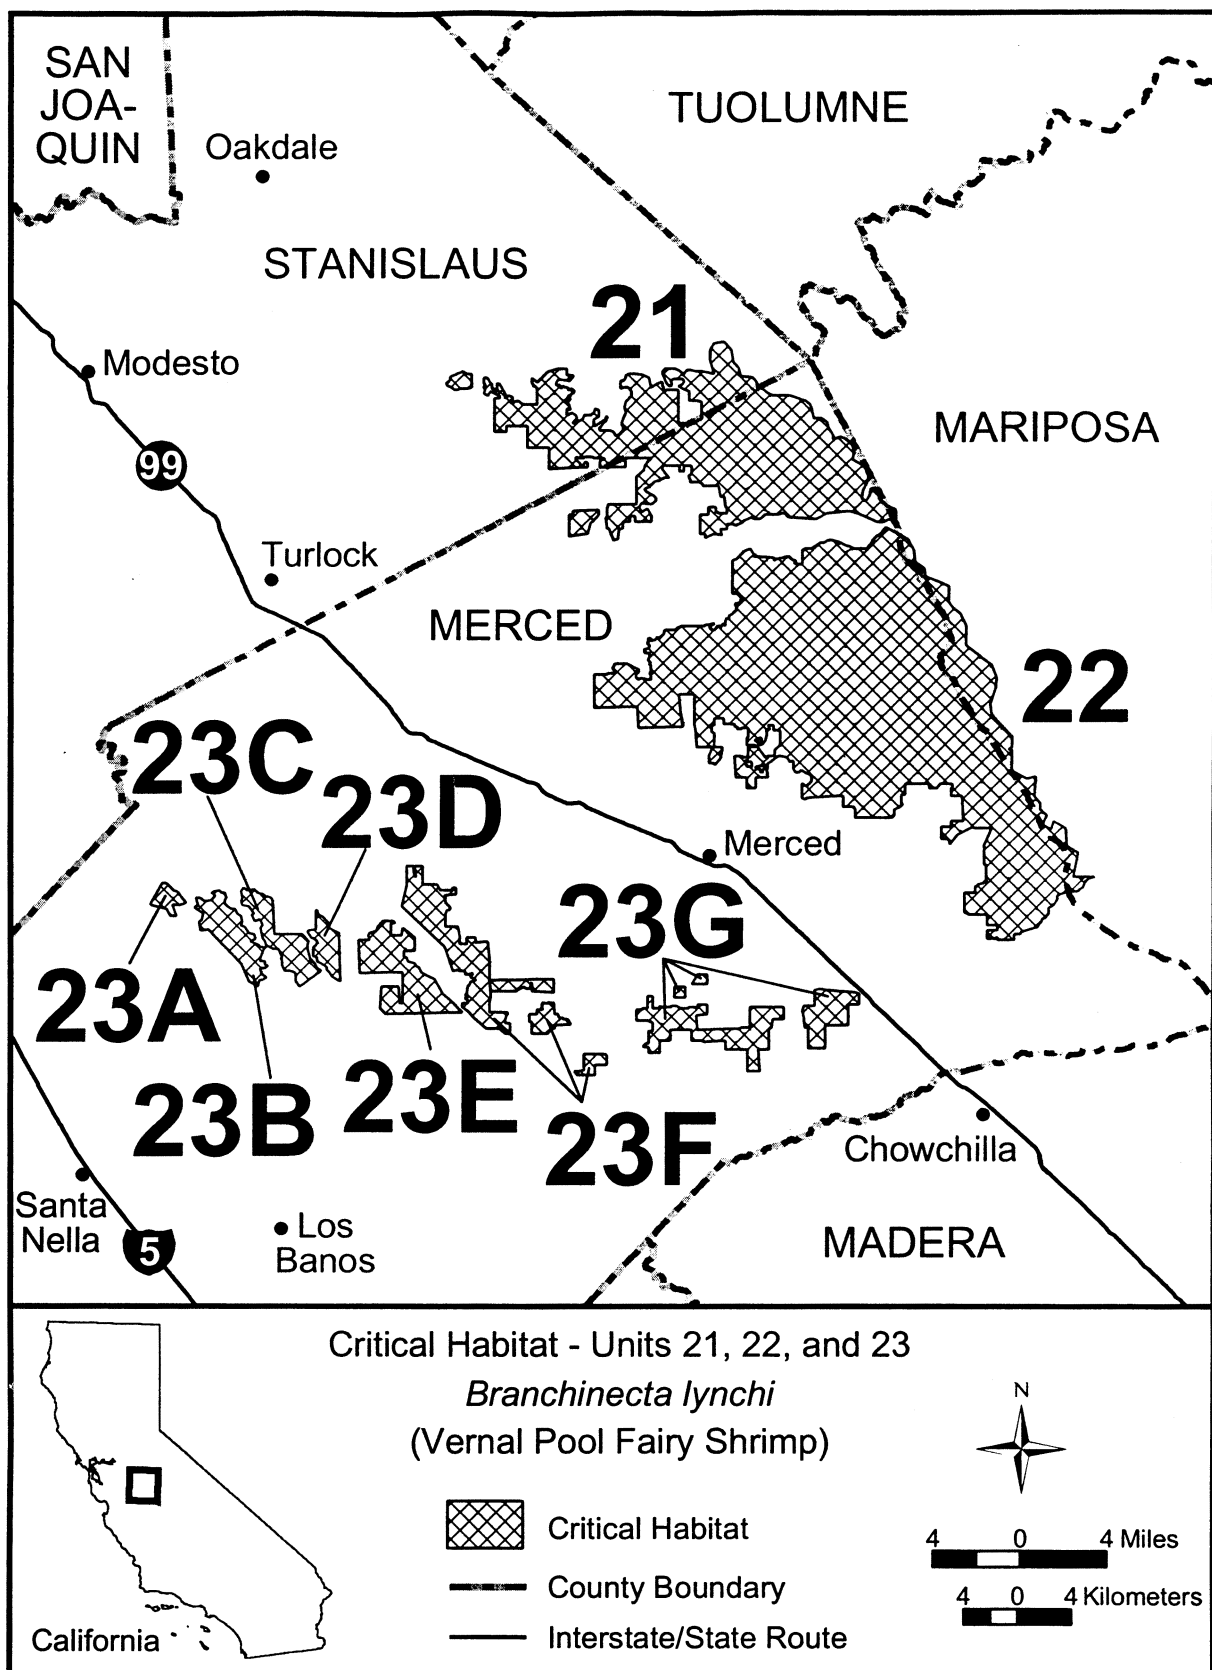 SAN
JOA-
QUIN
Oakdale
TUOLUMNE
STANISLAUS
21
Modesto
MARIPOSA
99
Turlock
MERCED
22
23C
23D
Merced
23G
23A
23B
23E
23F
Chowchilla
Santa
Nella
5
Los
Banos
MADERA
Critical Habitat - Units 21, 22, and 23
Branchinecta lynchi
(Vernal Pool Fairy Shrimp)
N
Critical Habitat
4 0 4 Miles
County Boundary
4 0 4 Kilometers
Interstate/State Route
California